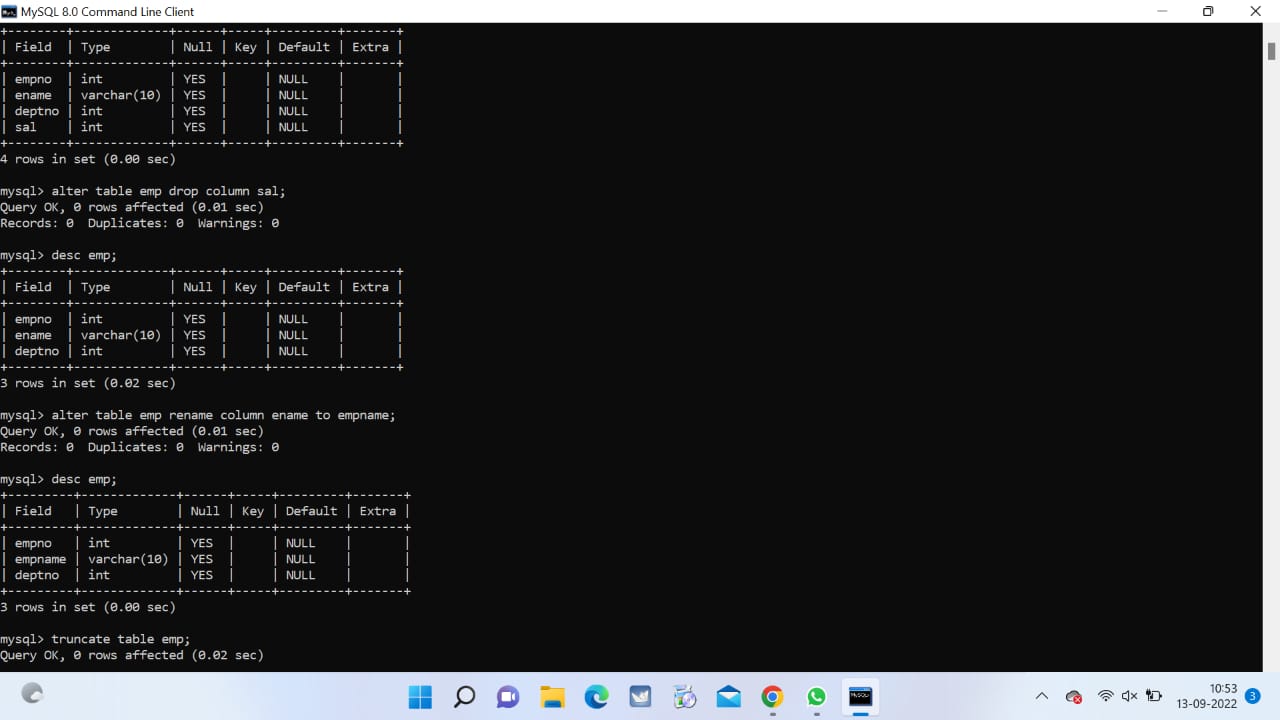 MySQL 8.0 Command Line Client
+--------+-------------+------+-----+---------+-------+
| Field  | Type        | Null | Key | Default | Extra |
+--------+-------------+------+-----+---------+-------+
| empno  | int         | YES  |     | NULL    |       |
| ename  | varchar(10) | YES  |     | NULL    |       |
| deptno | int         | YES  |     | NULL    |       |
| sal    | int         | YES  |     | NULL    |       |
+--------+-------------+------+-----+---------+-------+
4 rows in set (0.00 sec)
mysql> alter table emp drop column sal;
Query OK, 0 rows affected (0.01 sec)
Records: 0  Duplicates: 0  Warnings: 0
mysql> desc emp;
+--------+-------------+------+-----+---------+-------+
| Field  | Type        | Null | Key | Default | Extra |
+--------+-------------+------+-----+---------+-------+
| empno  | int         | YES  |     | NULL    |       |
| ename  | varchar(10) | YES  |     | NULL    |       |
| deptno | int         | YES  |     | NULL    |       |
+--------+-------------+------+-----+---------+-------+
3 rows in set (0.02 sec)
mysql> alter table emp rename column ename to empname;
Query OK, 0 rows affected (0.01 sec)
Records: 0  Duplicates: 0  Warnings: 0
mysql> desc emp;
+---------+-------------+------+-----+---------+-------+
| Field   | Type        | Null | Key | Default | Extra |
+---------+-------------+------+-----+---------+-------+
| empno   | int         | YES  |     | NULL    |       |
| empname | varchar(10) | YES  |     | NULL    |       |
| deptno  | int         | YES  |     | NULL    |       |
+---------+-------------+------+-----+---------+-------+
3 rows in set (0.00 sec)
mysql> truncate table emp;
Query OK, 0 rows affected (0.02 sec)
10:53
13-09-2022
3